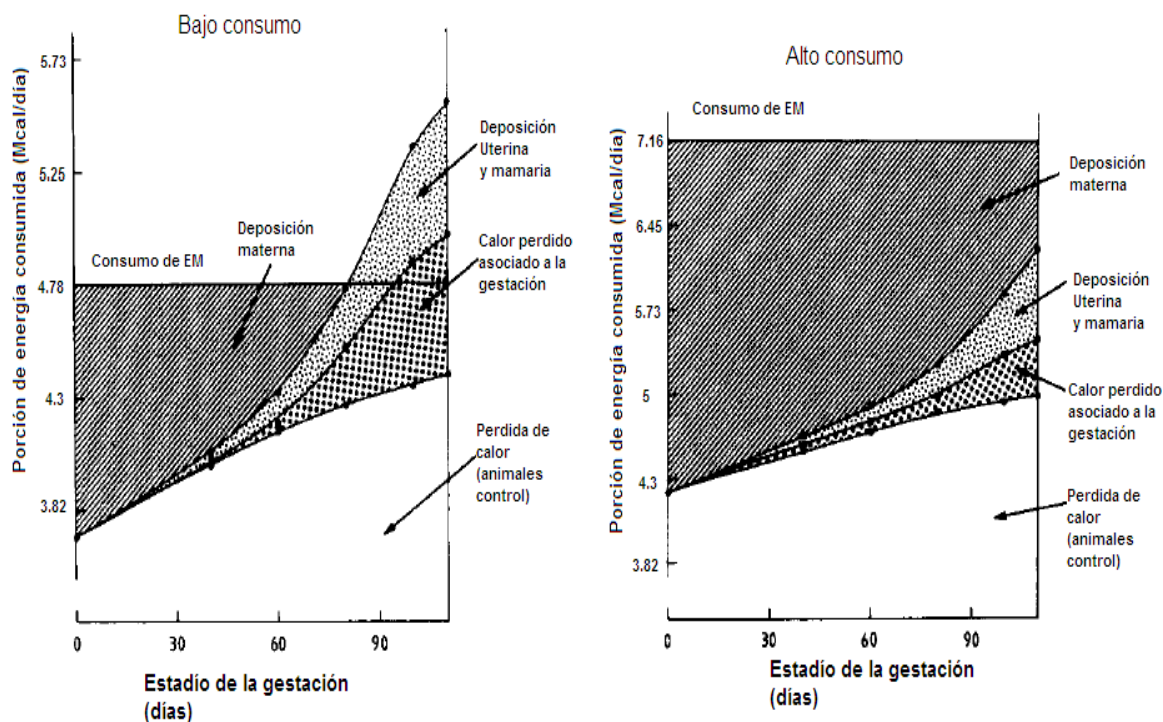 Bajo consumo
Porción de energía consumida (Mcal/día)
5.73
5.25
4.78
4.3
3.82
Consumo de EM
Deposición
materna
Deposición
Uterina
y mamaria
Calor perdido
asociado a la
gestación
Perdida de
calor
(animales
control)
0
30
60
90
Estadío de la gestación
(días)
Alto consumo
Porción de energía consumida (Mcal/día)
7.16
6.45
5.73
5
4.3
3.82
Consumo de EM
Deposición
materna
Deposición
Uterina
y mamaria
Calor perdido
asociado a la
gestación
Perdida de
calor
(animales
control)
0
30
60
90
Estadío de la gestación
(días)